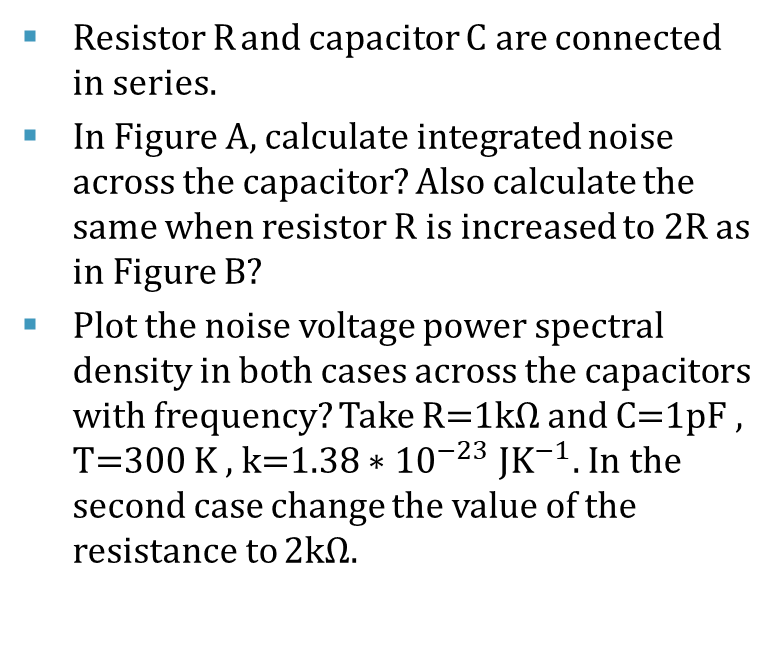 ▪ Resistor R and capacitor C are connected
in series.
▪ In Figure A, calculate integrated noise
across the capacitor? Also calculate the
same when resistor R is increased to 2R as
in Figure B?
▪ Plot the noise voltage power spectral
density in both cases across the capacitors
with frequency? Take R=1kΩ and C=1pF ,
T=300 K , k=1.38 ∗ 10⁻²³ JK⁻¹. In the
second case change the value of the
resistance to 2kΩ.